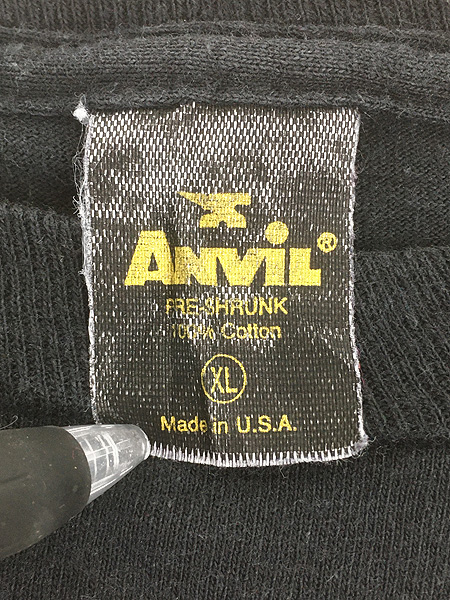 ANVIL®
PRE-SHRUNK
100% Cotton
XL
Made in U.S.A.